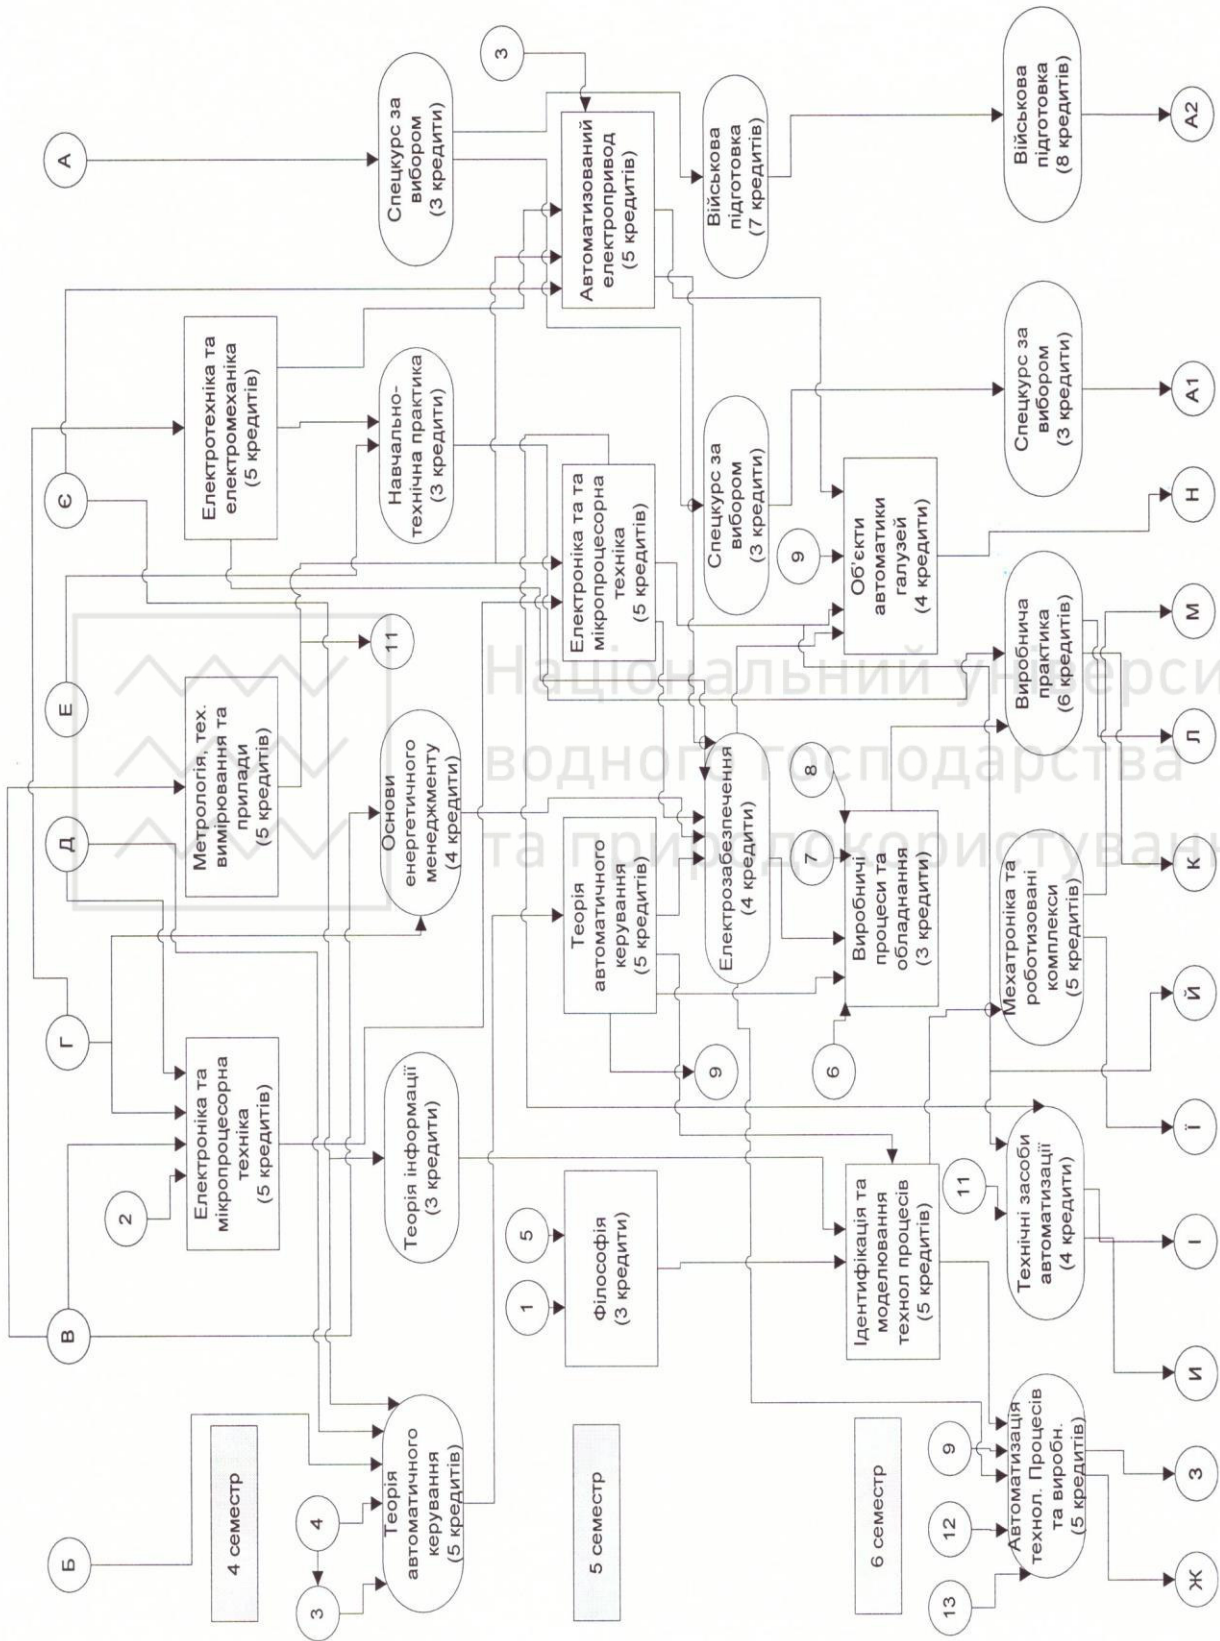 Б
В
Г
Д
Е
Є
А
4 семестр
2
Електроніка та
мікропроцесорна
техніка
(5 кредитів)
Метрологія, тех.
вимірювання та
прилади
(5 кредитів)
Електротехніка та
електромеханіка
(5 кредитів)
3
4
Теорія
автоматичного
керування
(5 кредитів)
Теорія інформації
(3 кредити)
Основи
енергетичного
менеджменту
(4 кредити)
11
Навчально-
технічна практика
(3 кредити)
Спецкурс за
вибором
(3 кредити)
3
5 семестр
1
5
Філософія
(3 кредити)
Теорія
автоматичного
керування
(5 кредитів)
Електроніка та
мікропроцесорна
техніка
(5 кредитів)
Автоматизований
електропривод
(5 кредитів)
9
Електрозабезпечення
(4 кредити)
Спецкурс за
вибором
(3 кредити)
Військова
підготовка
(7 кредитів)
6 семестр
6
7
8
9
Ідентифікація та
моделювання
технол процесів
(5 кредитів)
Виробничі
процеси та
обладнання
(3 кредити)
Об'єкти
автоматики
галузей
(4 кредити)
13
12
9
11
Автоматизація
технол. Процесів
та виробн.
(5 кредитів)
Технічні засоби
автоматизації
(4 кредити)
Мехатроніка та
роботизовані
комплекси
(5 кредитів)
Виробнича
практика
(6 кредитів)
Спецкурс за
вибором
(3 кредити)
Військова
підготовка
(8 кредитів)
Ж
З
И
І
Ї
Й
К
Л
М
Н
А1
А2
Національний універси
водного господарства
та природокористуван